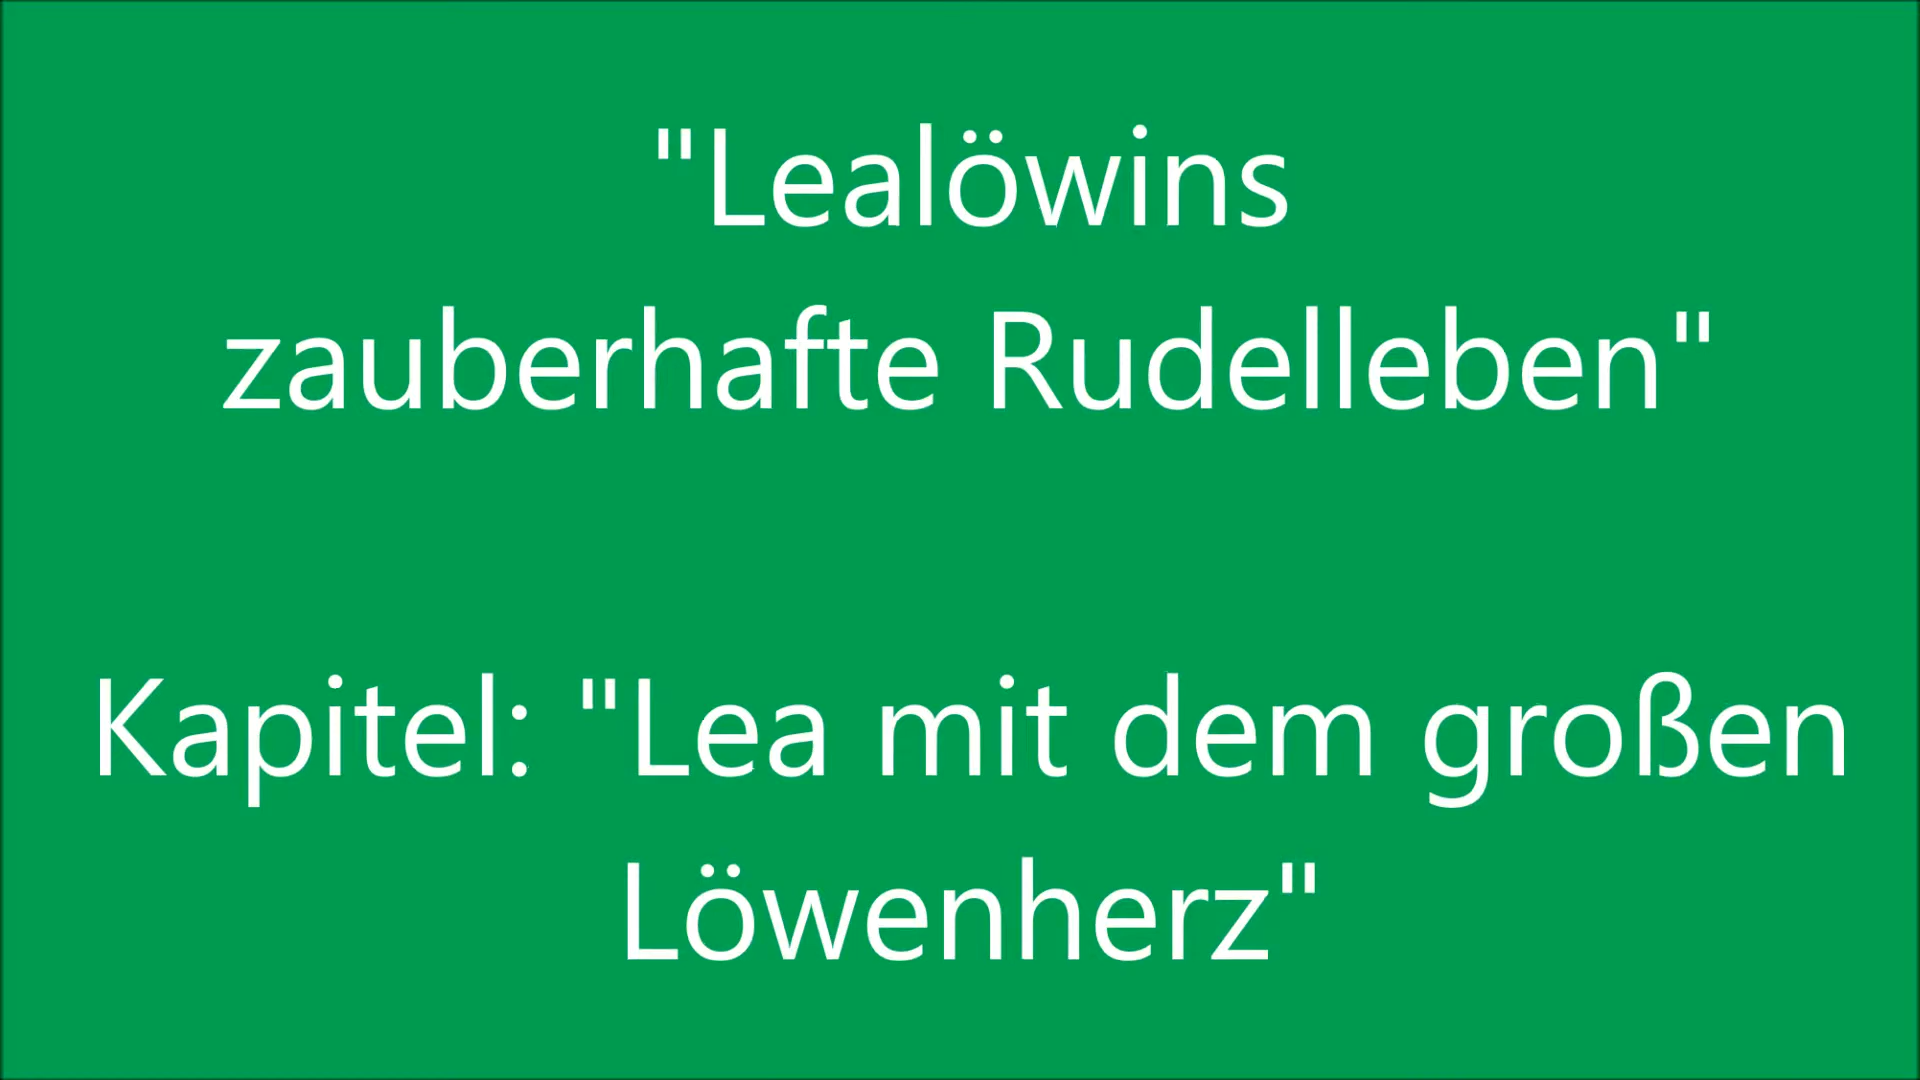 "Lealöwins
zauberhafte Rudelleben"
Kapitel: "Lea mit dem großen
Löwenherz"